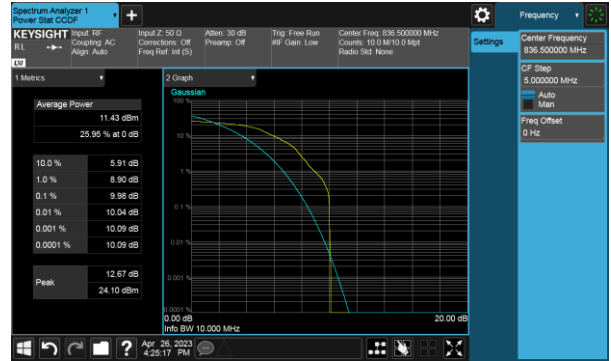 Spectrum Analyzer 1
Power Stat CCDF
Frequency
KEYSIGHT
Input: RF
Coupling: AC
Align: Auto
Input Z: 50 Ω
Corrections: Off
Freq Ref: Int (S)
Atten: 30 dB
Preamp: Off
Trig: Free Run
#IF Gain: Low
Center Freq: 836.500000 MHz
Counts: 10.0 M/10.0 Mpt
Radio Std: None
RL
Settings
Center Frequency
836.500000 MHz
CF Step
5.000000 MHz
Auto
Man
Freq Offset
0 Hz
1 Metrics
Average Power
11.43 dBm
25.95 % at 0 dB
10.0 % 5.91 dB
1.0 % 8.90 dB
0.1 % 9.98 dB
0.01 % 10.04 dB
0.001 % 10.09 dB
0.0001 % 10.09 dB
Peak
12.67 dB
24.10 dBm
2 Graph
Gaussian
100 %
10 %
1 %
0.1 %
0.01 %
0.001 %
0.0001 %
0.00 dB
20.00 dB
Info BW 10.000 MHz
?
Apr 26, 2023
4:25:17 PM